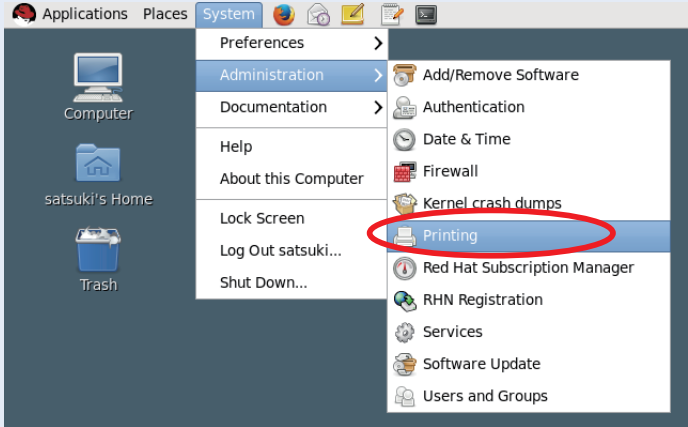 Applications Places System
Preferences
Administration
Documentation
Help
About this Computer
Lock Screen
Log Out satsuki...
Shut Down...
Add/Remove Software
Authentication
Date & Time
Firewall
Kernel crash dumps
Printing
Red Hat Subscription Manager
RHN Registration
Services
Software Update
Users and Groups
Computer
satsuki's Home
Trash